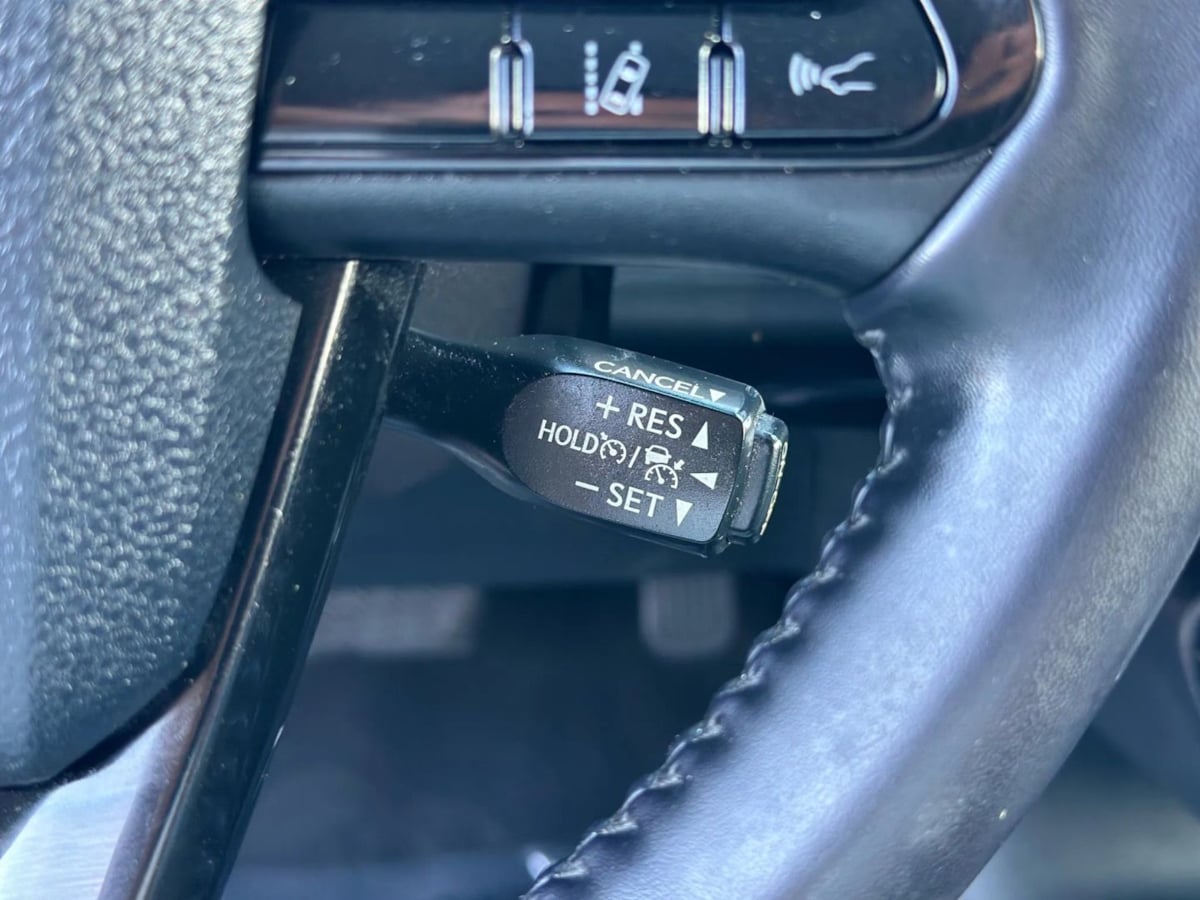 CANCEL▼
+ RES ▲
HOLD /
− SET ▼